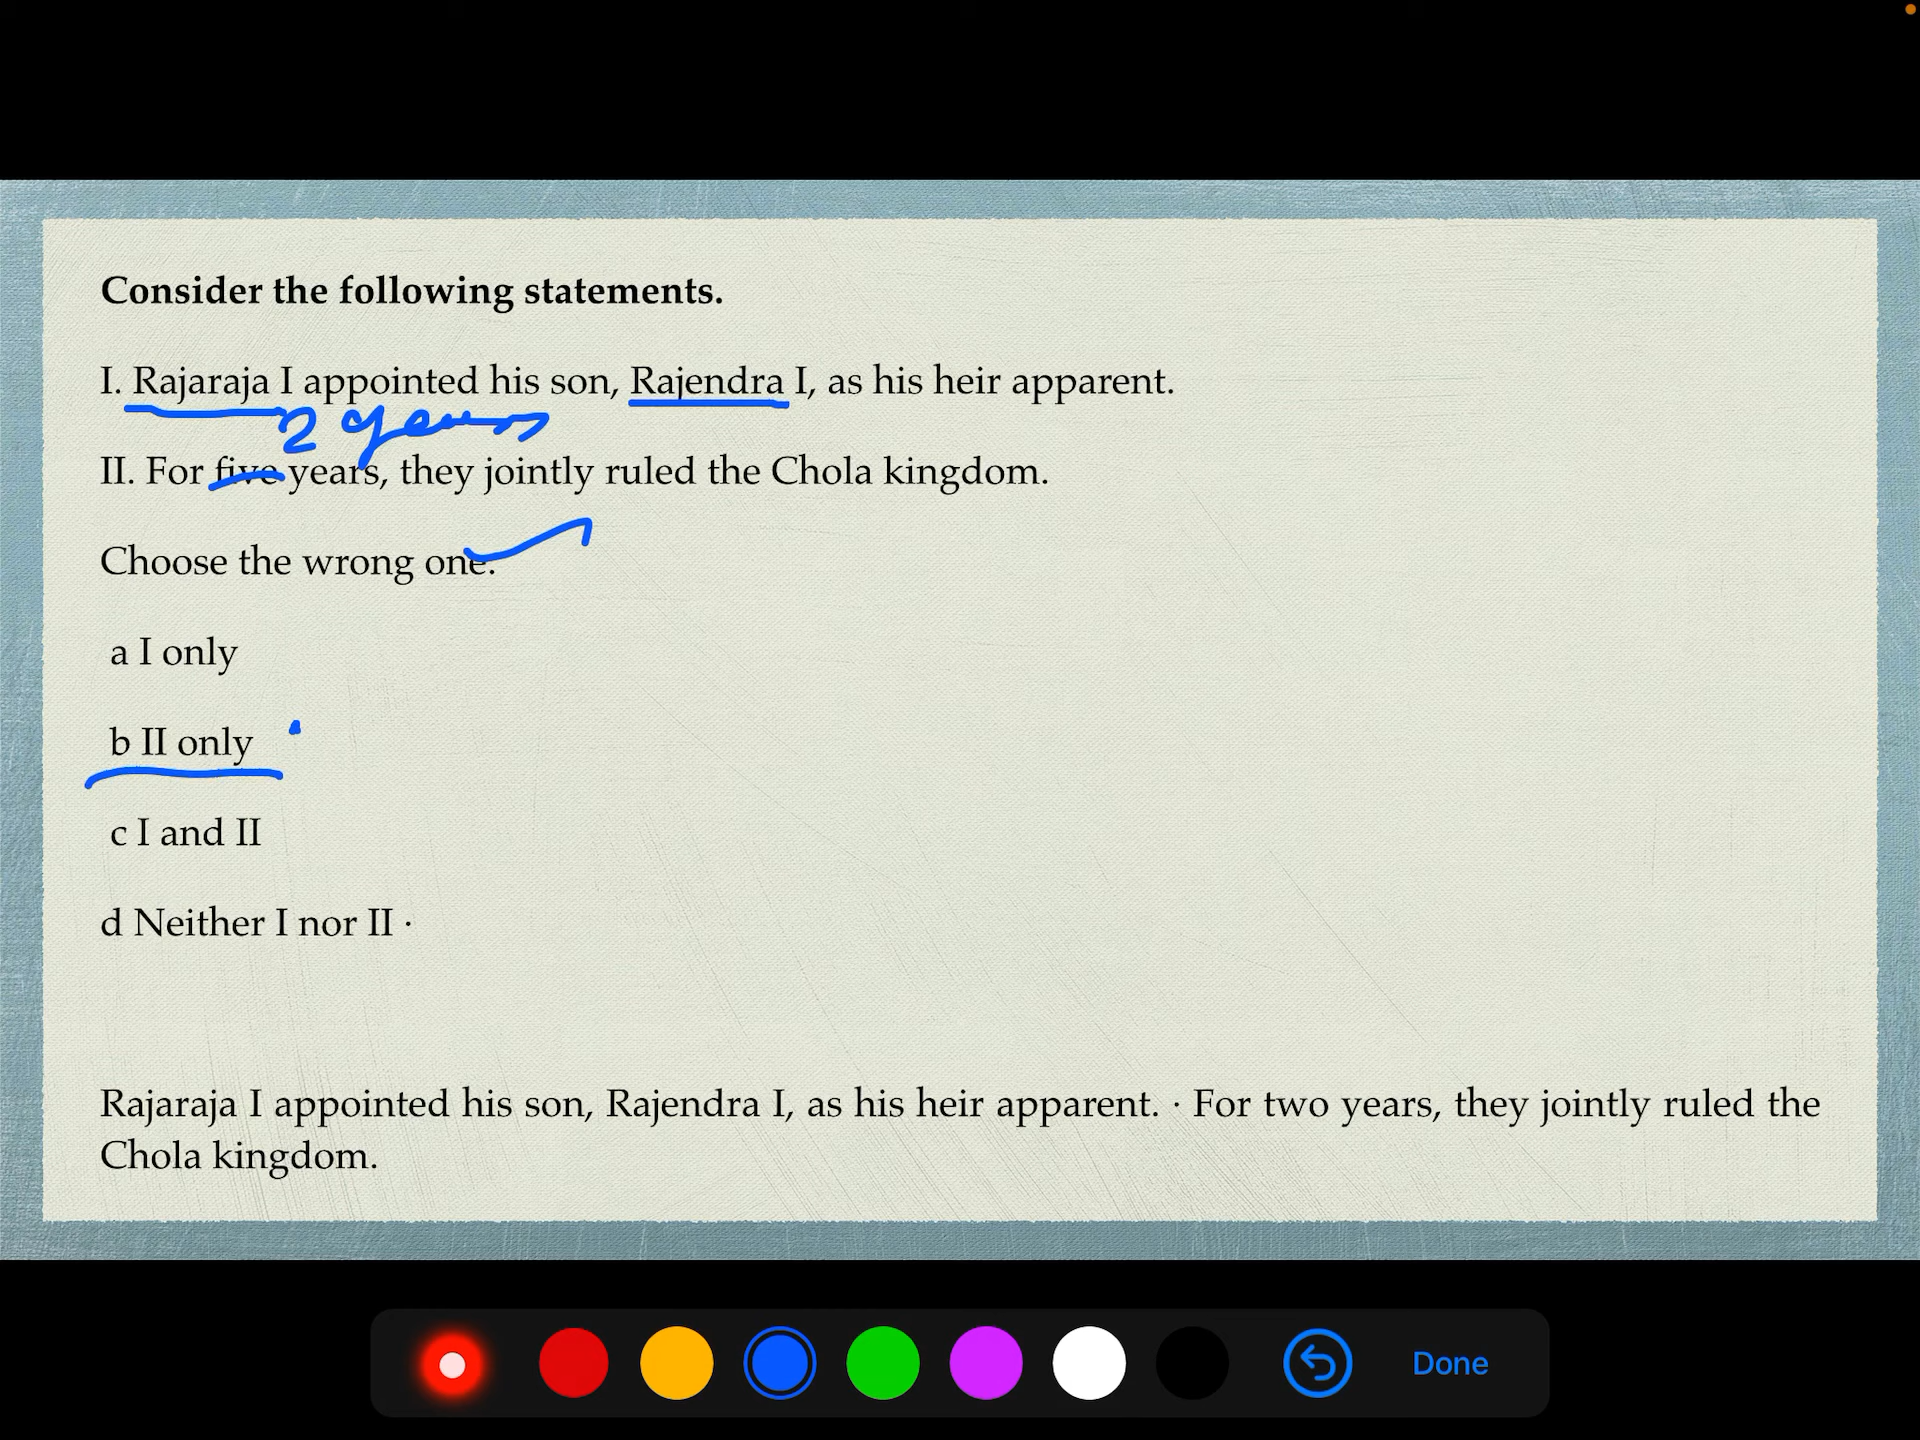 Consider the following statements.
I. Rajaraja I appointed his son, Rajendra I, as his heir apparent.
2 years
II. For five years, they jointly ruled the Chola kingdom.
Choose the wrong one.
a I only
b II only
c I and II
d Neither I nor II ·
Rajaraja I appointed his son, Rajendra I, as his heir apparent. · For two years, they jointly ruled the
Chola kingdom.
Done